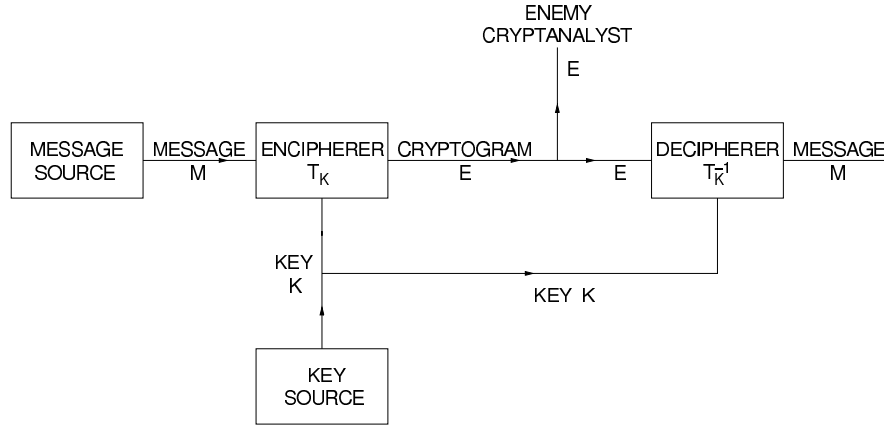 ENEMY
CRYPTANALYST
E
MESSAGE
SOURCE
MESSAGE
M
ENCIPHERER
T_K
CRYPTOGRAM
E
E
DECIPHERER
T_K^-1
MESSAGE
M
KEY
K
KEY K
KEY
SOURCE